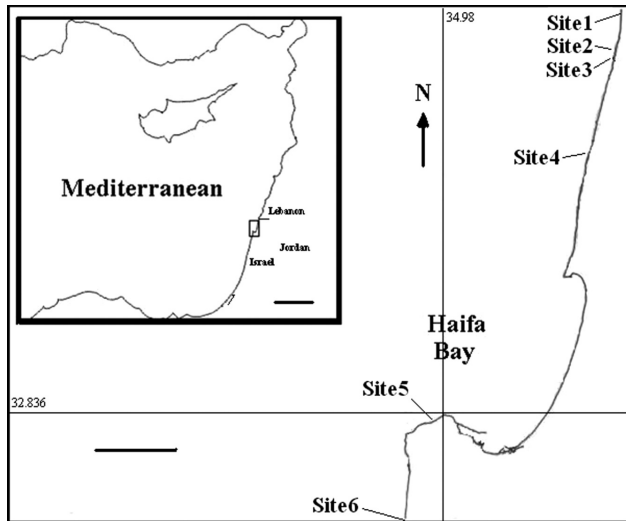 34.98
Site1
Site2
Site3
N
Site4
Mediterranean
Lebanon
Jordan
Israel
Haifa
Bay
Site5
32.836
Site6